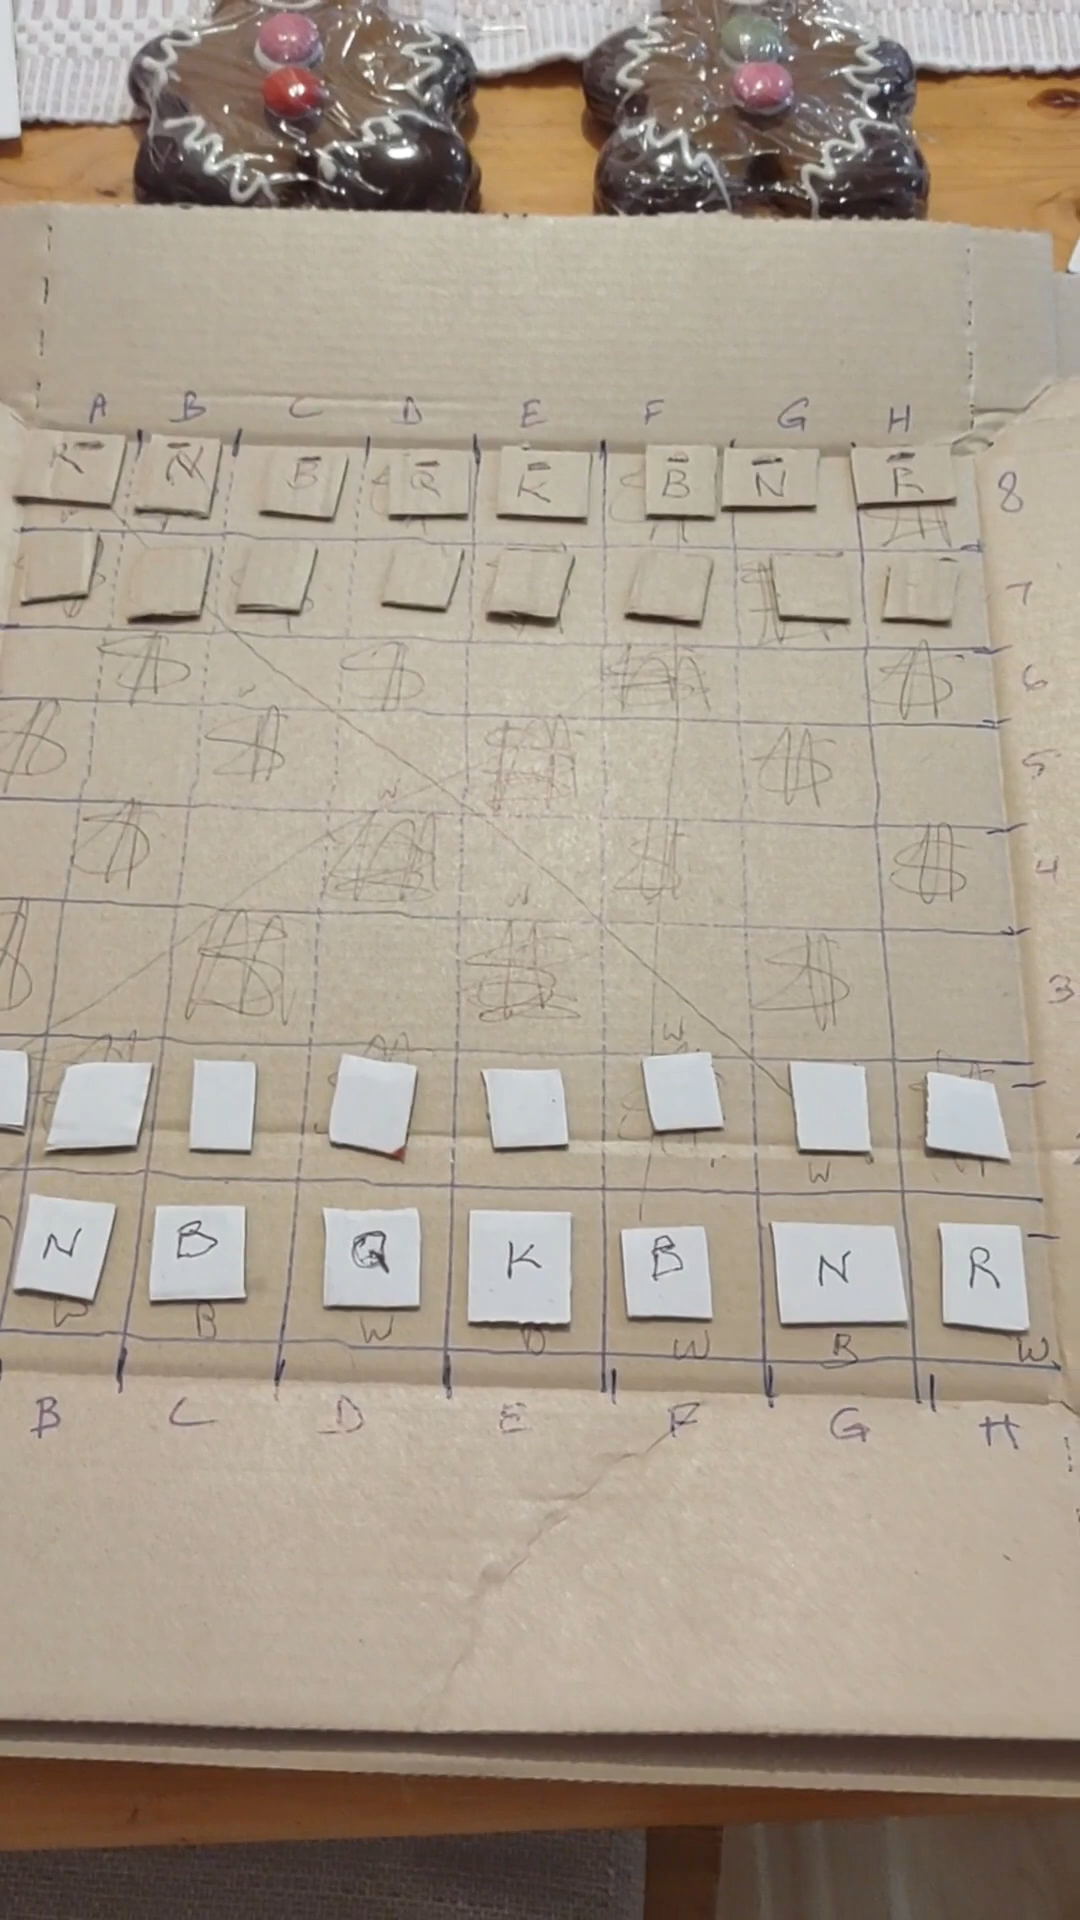 A B C D E F G H
R N B Q K B N R 8
7
6
5
W
4
W
3
W
W
N B Q K B N R
W B W B W B W
B C D E F G H